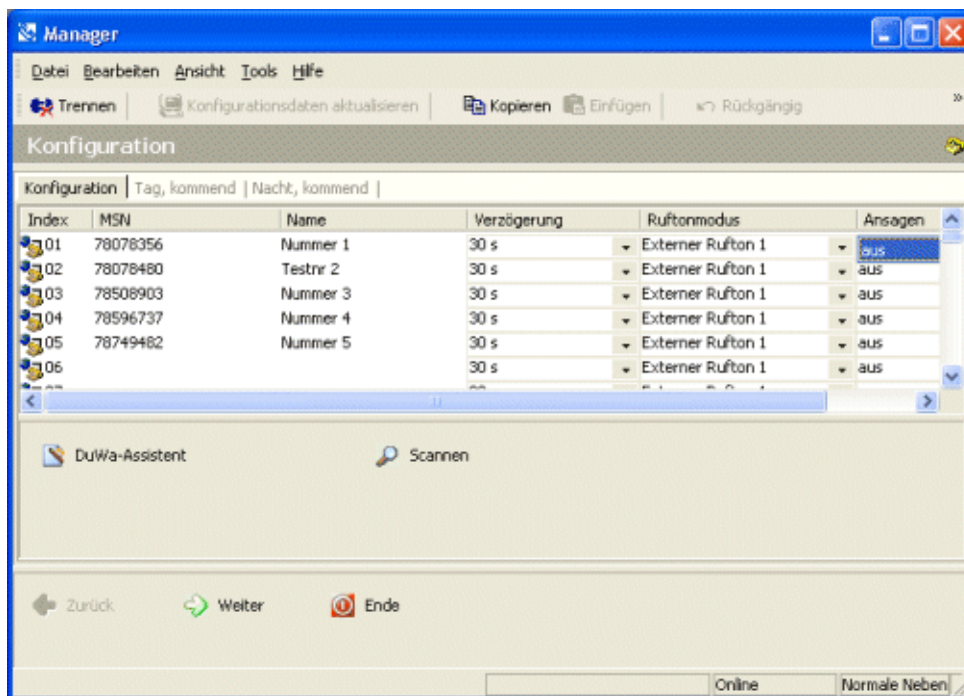 Manager
Datei Bearbeiten Ansicht Tools Hilfe
Trennen Konfigurationsdaten aktualisieren Kopieren Einfügen Rückgängig »
Konfiguration
Konfiguration | Tag, kommend | Nacht, kommend |
Index MSN Name Verzögerung Ruftonmodus Ansagen
01 78078356 Nummer 1 30 s Externer Rufton 1 aus
02 78078480 Testnr 2 30 s Externer Rufton 1 aus
03 78508903 Nummer 3 30 s Externer Rufton 1 aus
04 78596737 Nummer 4 30 s Externer Rufton 1 aus
05 78749482 Nummer 5 30 s Externer Rufton 1 aus
06 30 s Externer Rufton 1 aus
DuWa-Assistent Scannen
Zurück Weiter Ende
Online Normale Neben